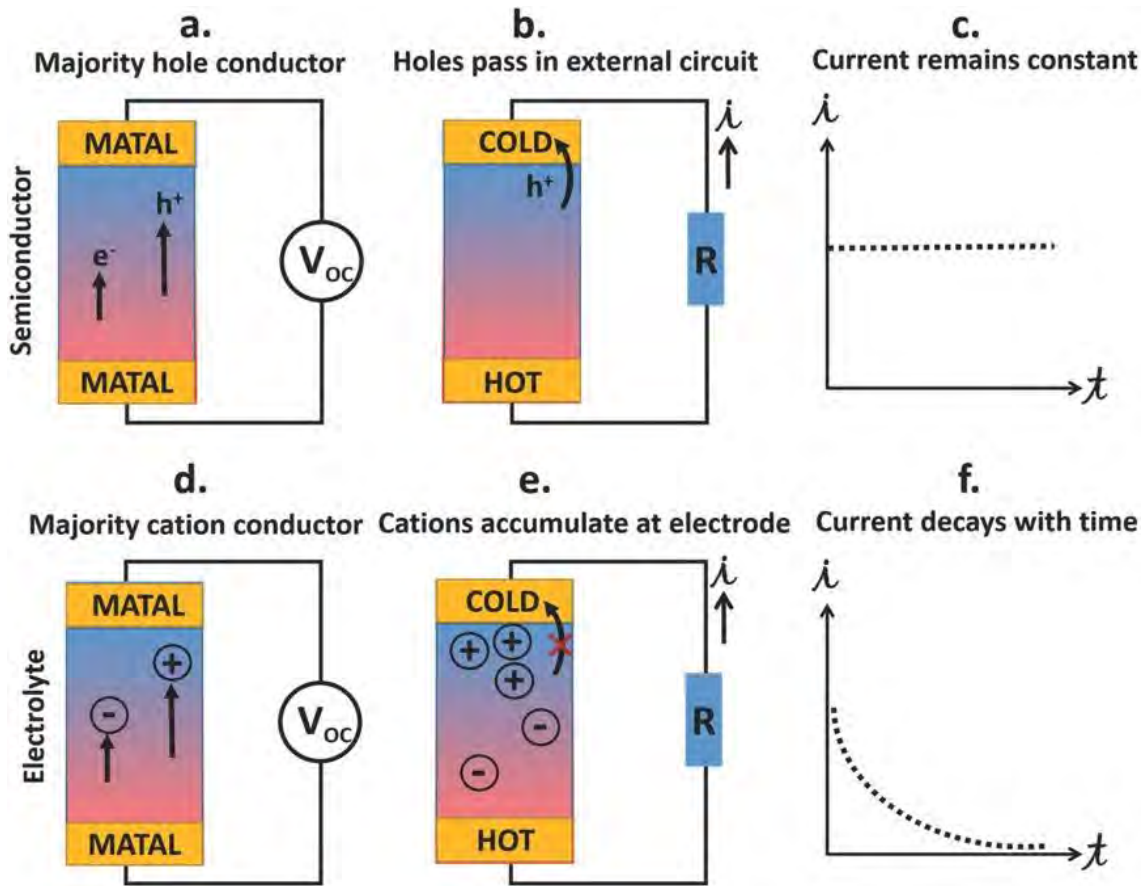 a.
Majority hole conductor
MATAL
h⁺
e⁻
MATAL
V_OC
b.
Holes pass in external circuit
COLD
h⁺
HOT
R
i
c.
Current remains constant
i
t
Semiconductor
d.
Majority cation conductor
MATAL
+
-
MATAL
V_OC
e.
Cations accumulate at electrode
COLD
+
+
+
-
-
HOT
R
i
f.
Current decays with time
i
t
Electrolyte